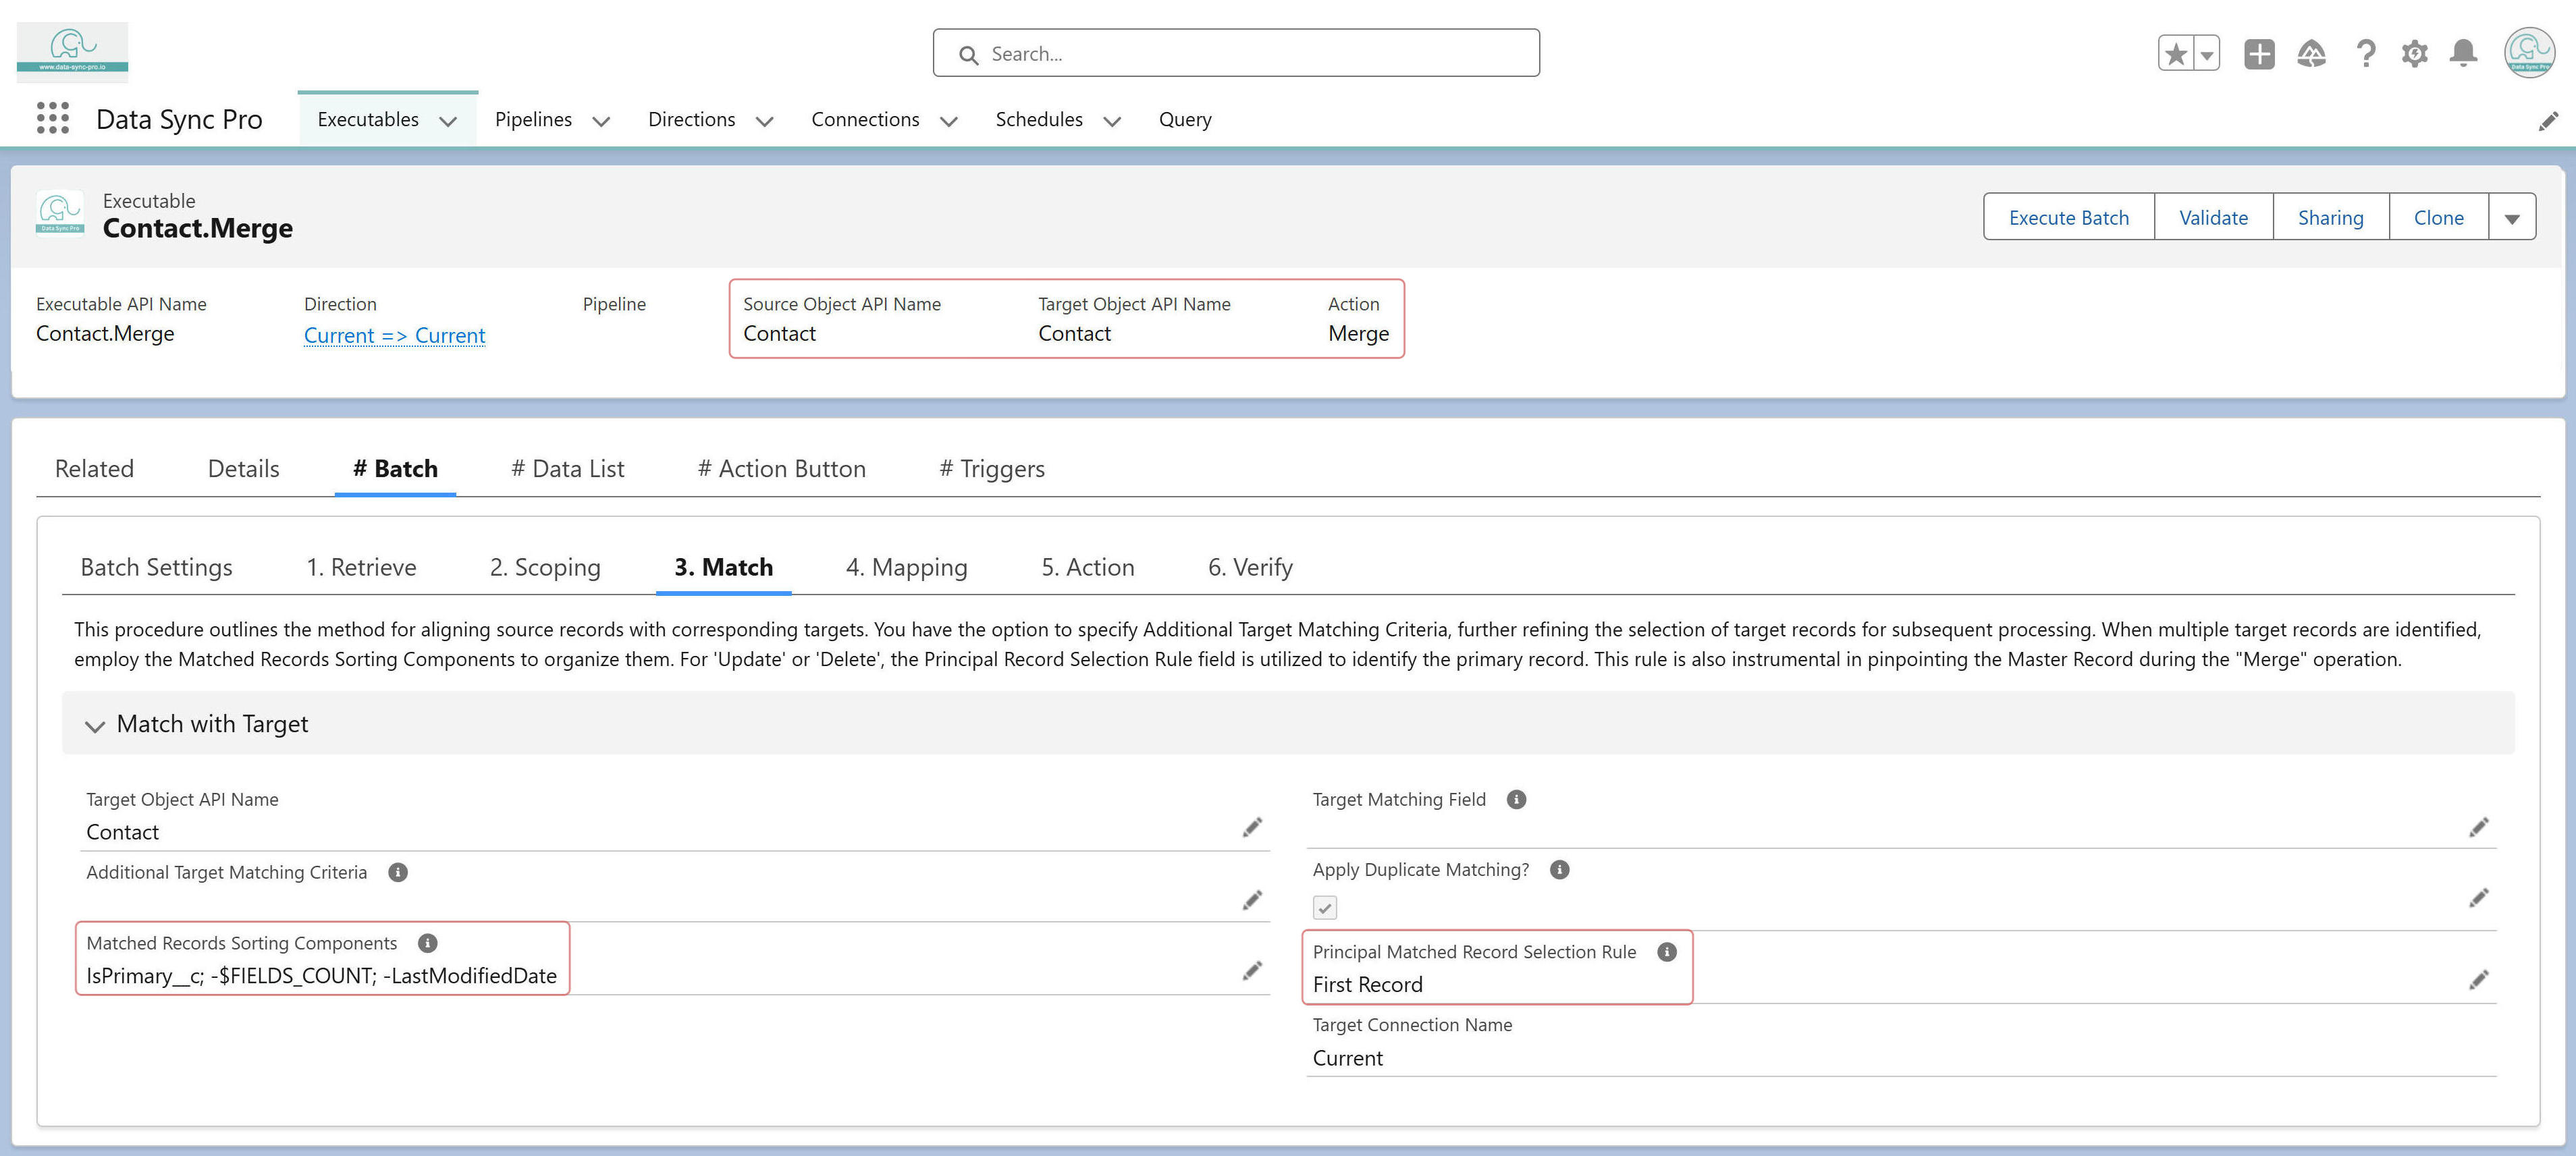 www.data-sync-pro.io
Search...
Data Sync Pro
Data Sync Pro
Executables
Pipelines
Directions
Connections
Schedules
Query
Data Sync Pro
Executable
Contact.Merge
Execute Batch
Validate
Sharing
Clone
Executable API Name
Direction
Pipeline
Source Object API Name
Target Object API Name
Action
Contact.Merge
Current => Current
Contact
Contact
Merge
Related
Details
# Batch
# Data List
# Action Button
# Triggers
Batch Settings
1. Retrieve
2. Scoping
3. Match
4. Mapping
5. Action
6. Verify
This procedure outlines the method for aligning source records with corresponding targets. You have the option to specify Additional Target Matching Criteria, further refining the selection of target records for subsequent processing. When multiple target records are identified,
employ the Matched Records Sorting Components to organize them. For 'Update' or 'Delete', the Principal Record Selection Rule field is utilized to identify the primary record. This rule is also instrumental in pinpointing the Master Record during the "Merge" operation.
Match with Target
Target Object API Name
Contact
Target Matching Field
Additional Target Matching Criteria
Apply Duplicate Matching?
Matched Records Sorting Components
IsPrimary__c; -$FIELDS_COUNT; -LastModifiedDate
Principal Matched Record Selection Rule
First Record
Target Connection Name
Current